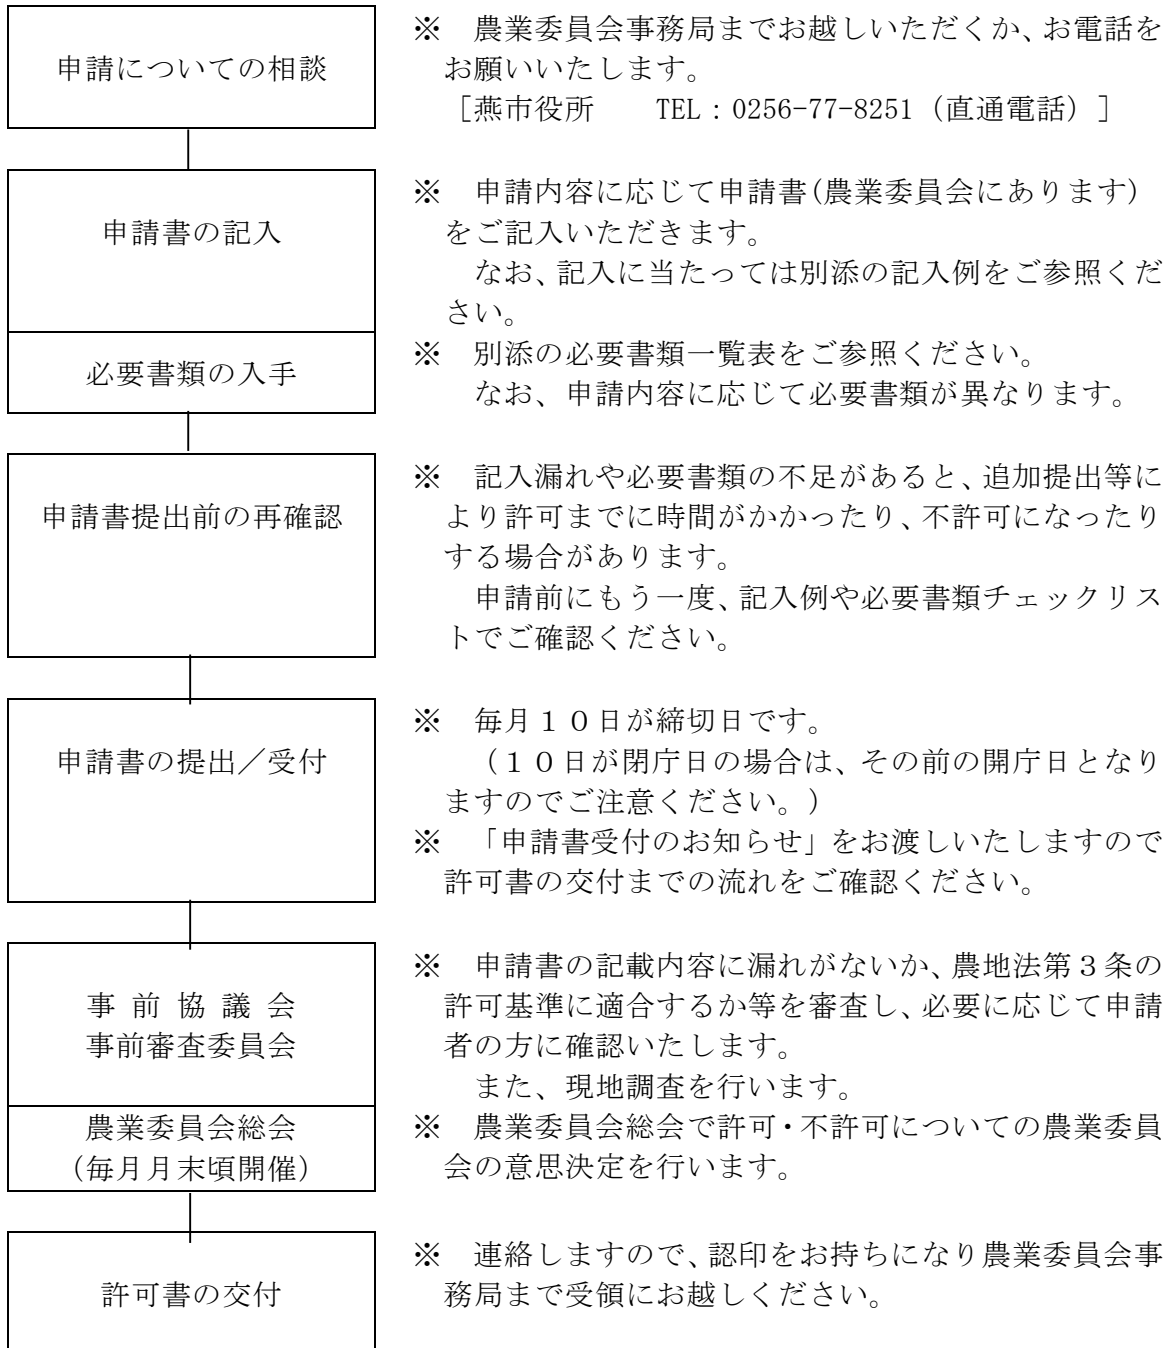 申請についての相談
※　農業委員会事務局までお越しいただくか、お電話を
お願いいたします。
［燕市役所　　TEL：0256-77-8251（直通電話）］
申請書の記入
※　申請内容に応じて申請書(農業委員会にあります)
をご記入いただきます。
なお、記入に当たっては別添の記入例をご参照くだ
さい。
必要書類の入手
※　別添の必要書類一覧表をご参照ください。
なお、申請内容に応じて必要書類が異なります。
申請書提出前の再確認
※　記入漏れや必要書類の不足があると、追加提出等に
より許可までに時間がかかったり、不許可になったり
する場合があります。
申請前にもう一度、記入例や必要書類チェックリス
トでご確認ください。
申請書の提出／受付
※　毎月１０日が締切日です。
（１０日が閉庁日の場合は、その前の開庁日となり
ますのでご注意ください。）
※　「申請書受付のお知らせ」をお渡しいたしますので
許可書の交付までの流れをご確認ください。
事 前 協 議 会
事前審査委員会
※　申請書の記載内容に漏れがないか、農地法第３条の
許可基準に適合するか等を審査し、必要に応じて申請
者の方に確認いたします。
また、現地調査を行います。
農業委員会総会
（毎月月末頃開催）
※　農業委員会総会で許可・不許可についての農業委員
会の意思決定を行います。
許可書の交付
※　連絡しますので、認印をお持ちになり農業委員会事
務局まで受領にお越しください。